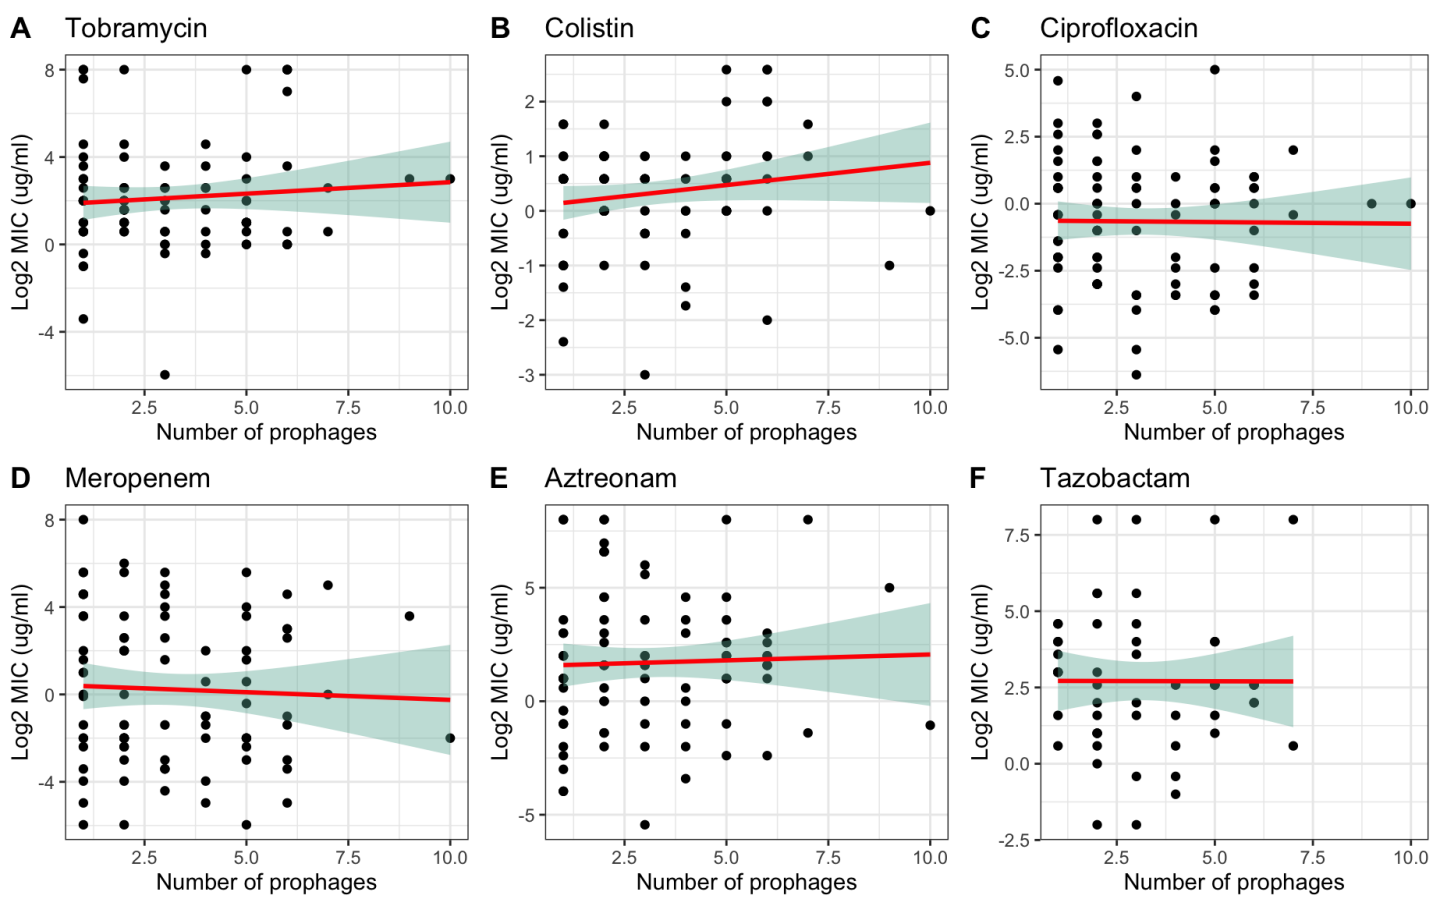 A Tobramycin
Log2 MIC (ug/ml)
8
4
0
-4
2.5 5.0 7.5 10.0
Number of prophages
B Colistin
Log2 MIC (ug/ml)
2
1
0
-1
-2
-3
2.5 5.0 7.5 10.0
Number of prophages
C Ciprofloxacin
Log2 MIC (ug/ml)
5.0
2.5
0.0
-2.5
-5.0
2.5 5.0 7.5 10.0
Number of prophages
D Meropenem
Log2 MIC (ug/ml)
8
4
0
-4
2.5 5.0 7.5 10.0
Number of prophages
E Aztreonam
Log2 MIC (ug/ml)
5
0
-5
2.5 5.0 7.5 10.0
Number of prophages
F Tazobactam
Log2 MIC (ug/ml)
7.5
5.0
2.5
0.0
-2.5
2.5 5.0 7.5 10.0
Number of prophages